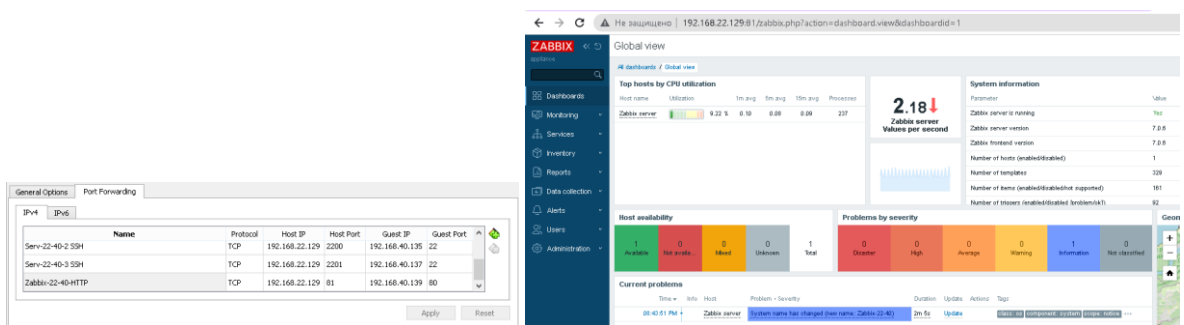 General Options Port Forwarding
IPv4 IPv6
Name Protocol Host IP Host Port Guest IP Guest Port
Serv-22-40-2 SSH TCP 192.168.22.129 2200 192.168.40.135 22
Serv-22-40-3 SSH TCP 192.168.22.129 2201 192.168.40.137 22
Zabbix-22-40-HTTP TCP 192.168.22.129 81 192.168.40.139 80
Apply Reset
Не защищено 192.168.22.129:81/zabbix.php?action=dashboard.view&dashboardid=1
ZABBIX
appliance
Dashboards
Monitoring
Services
Inventory
Reports
Data collection
Alerts
Users
Administration
Global view
All dashboards / Global view
Top hosts by CPU utilization
Host name Utilization 1m avg 5m avg 15m avg Processes
Zabbix server 9.22 % 0.18 0.08 0.09 237
2.18
Zabbix server
Values per second
System information
Parameter Value
Zabbix server is running Yes
Zabbix server version 7.0.6
Zabbix frontend version 7.0.6
Number of hosts (enabled/disabled) 1
Number of templates 329
Number of items (enabled/disabled/not supported) 161
Number of triggers (enabled/disabled [problem/ok]) 92
Host availability
1 Available
0 Not availa...
0 Mixed
0 Unknown
1 Total
Problems by severity
0 Disaster
0 High
0 Average
0 Warning
1 Information
0 Not classified
Geom
Current problems
Time Info Host Problem • Severity Duration Update Actions Tags
08:40:51 PM Zabbix server System name has changed (new name: Zabbix-22-40) 2m 5s Update class: os component: system scope: notice